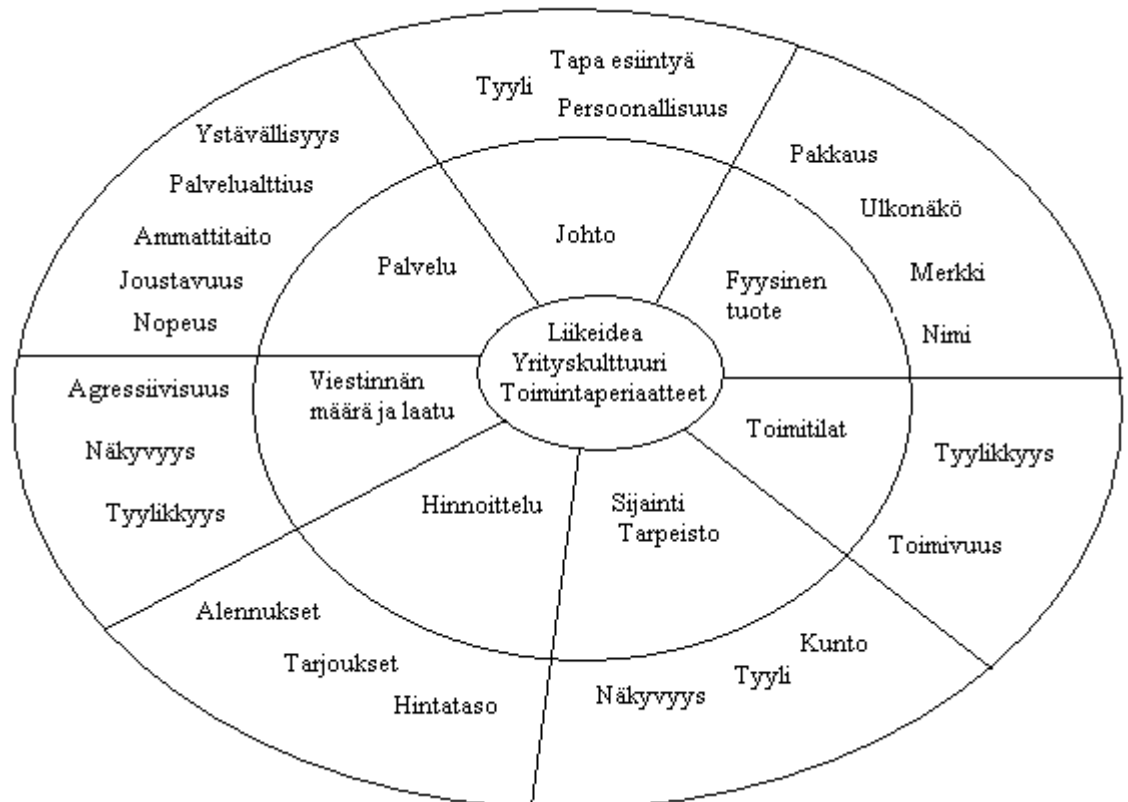 Tapa esiintyä
Tyyli
Persoonallisuus
Ystävällisyys
Palvelualttius
Ammattitaito
Joustavuus
Nopeus
Pakkaus
Ulkonäkö
Merkki
Nimi
Johto
Palvelu
Fyysinen
tuote
Liikeidea
Yrityskulttuuri
Toimintaperiaatteet
Viestinnän
määrä ja laatu
Agressiivisuus
Näkyvyys
Tyylikkyys
Toimitilat
Tyylikkyys
Toimivuus
Hinnoittelu
Sijainti
Tarpeisto
Alennukset
Tarjoukset
Hintataso
Kunto
Tyyli
Näkyvyys